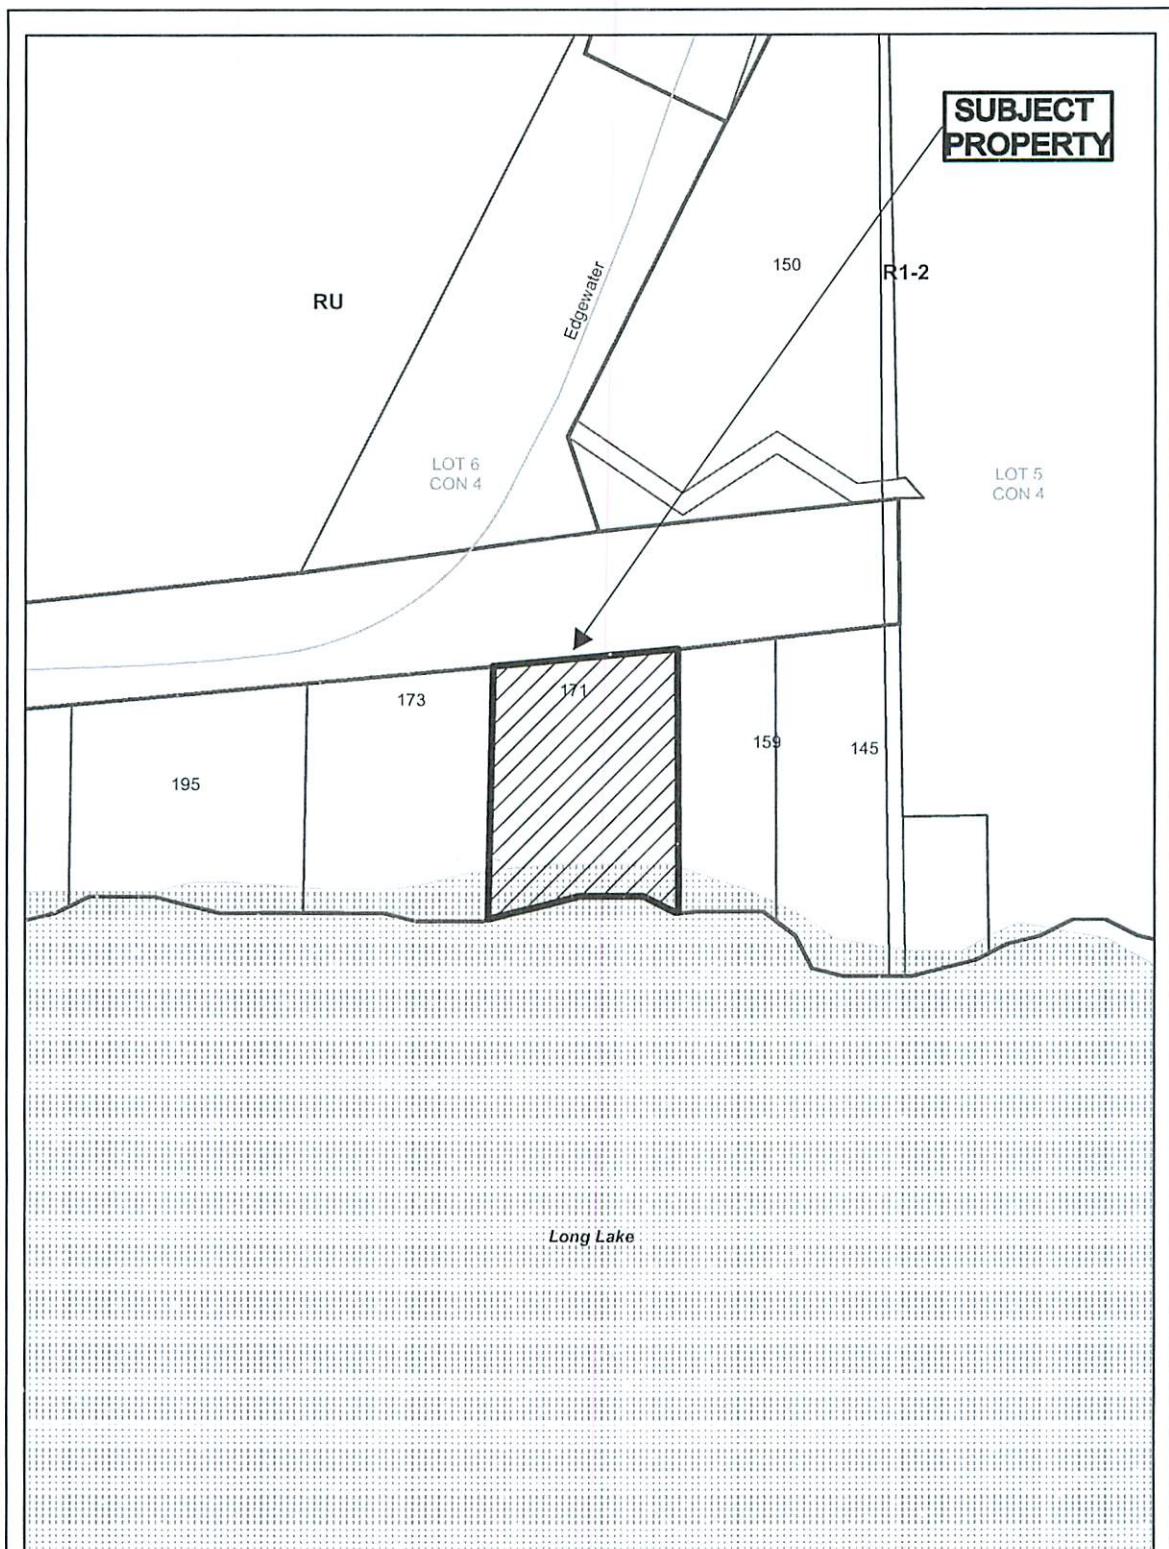 SUBJECT
PROPERTY
150
R1-2
RU
Edgewater
LOT 6
CON 4
LOT 5
CON 4
171
173
159
145
195
Long Lake